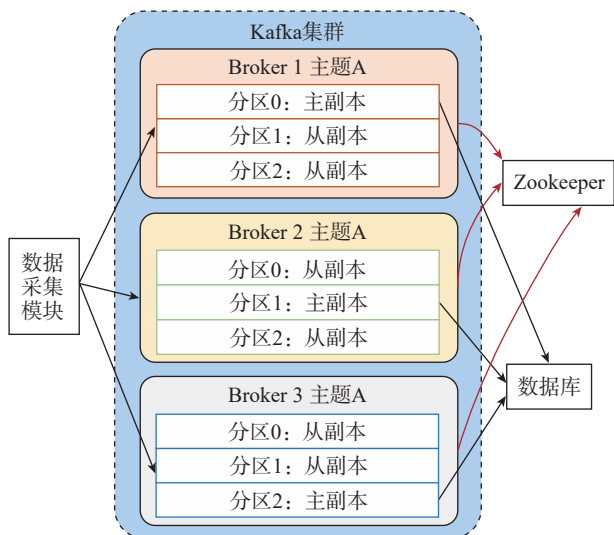 Kafka集群
Broker 1 主题A
分区0：主副本
分区1：从副本
分区2：从副本
Zookeeper
Broker 2 主题A
分区0：从副本
分区1：主副本
分区2：从副本
数据
采集
模块
数据库
Broker 3 主题A
分区0：从副本
分区1：从副本
分区2：主副本